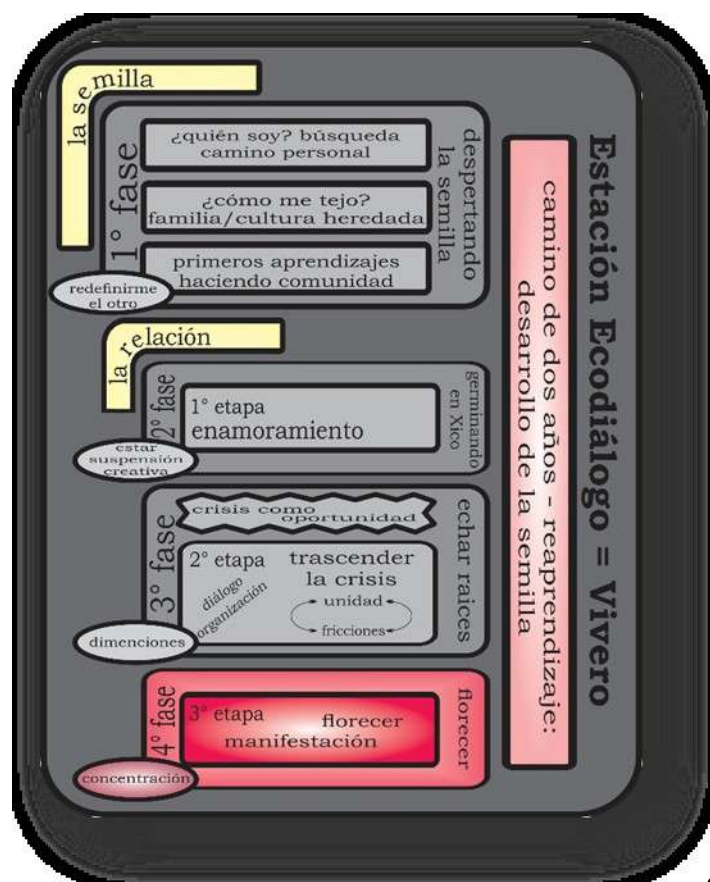 Estación Ecodiálogo = Vivero
camino de dos años - reaprendizaje:
desarrollo de la semilla
la semilla
1° fase
despertando
la semilla
¿quién soy? búsqueda
camino personal
¿cómo me tejo?
familia/cultura heredada
primeros aprendizajes
haciendo comunidad
redefinirme
el otro
la relación
2° fase
germinando
en Xico
1° etapa
enamoramiento
estar
suspensión
creativa
3° fase
echar raices
crisis como
oportunidad
2° etapa
diálogo
organización
trascender
la crisis
unidad
fricciones
dimenciones
4° fase
florecer
3° etapa
florecer
manifestación
concentración